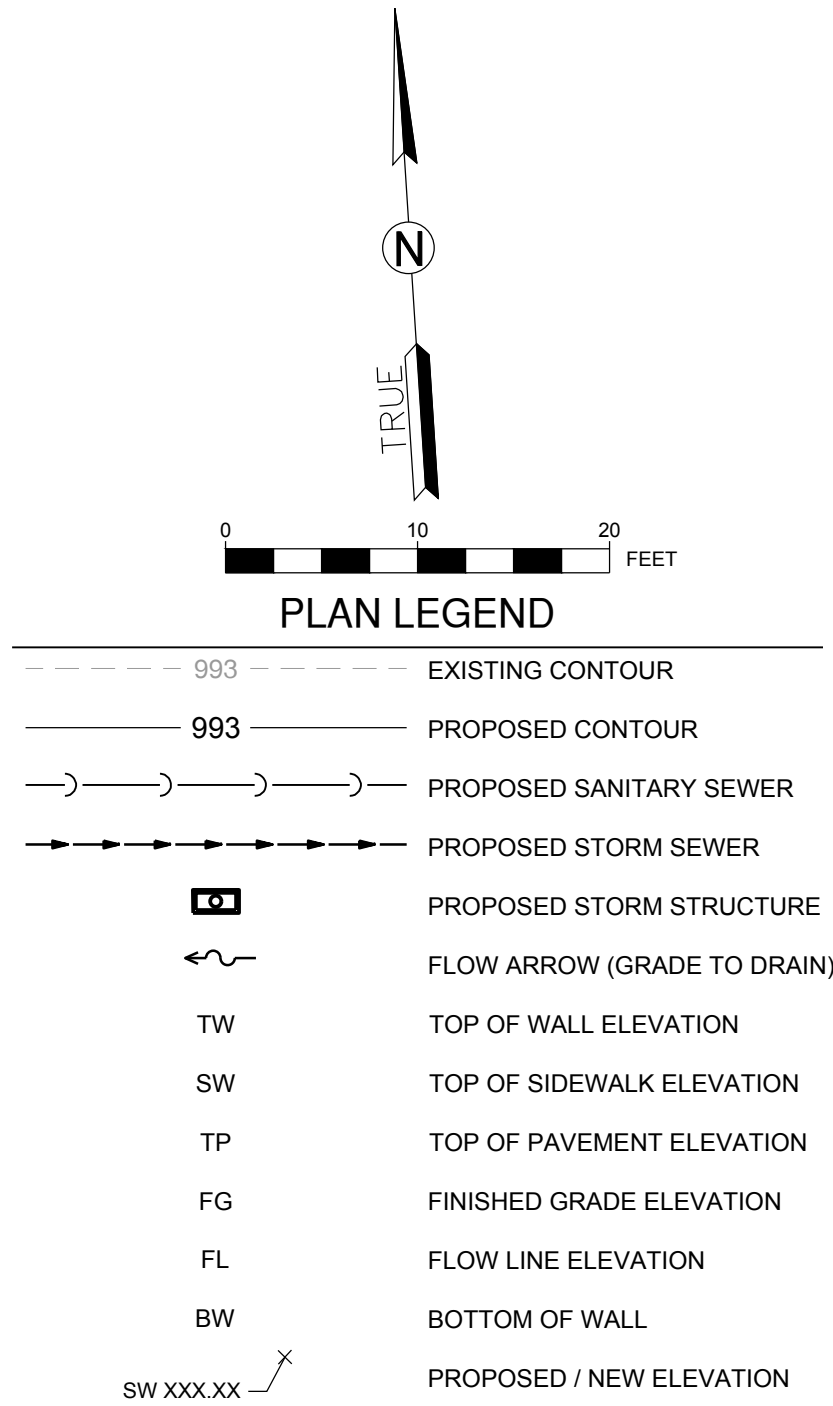 N
TRUE
0 10 20
FEET
PLAN LEGEND
993 EXISTING CONTOUR
993 PROPOSED CONTOUR
PROPOSED SANITARY SEWER
PROPOSED STORM SEWER
PROPOSED STORM STRUCTURE
FLOW ARROW (GRADE TO DRAIN)
TW TOP OF WALL ELEVATION
SW TOP OF SIDEWALK ELEVATION
TP TOP OF PAVEMENT ELEVATION
FG FINISHED GRADE ELEVATION
FL FLOW LINE ELEVATION
BW BOTTOM OF WALL
SW XXX.XX PROPOSED / NEW ELEVATION